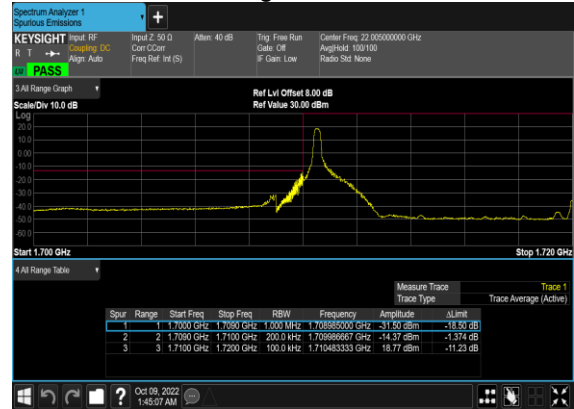 Spectrum Analyzer 1
Spurious Emissions
+
KEYSIGHT Input: RF Input Z: 50 Ω Atten: 40 dB Trig: Free Run Center Freq: 22.005000000 GHz
R T Coupling: DC Corr CCorr Gate: Off Avg|Hold: 100/100
Align: Auto Freq Ref: Int (S) IF Gain: Low Radio Std: None
PASS
3 All Range Graph
Ref Lvl Offset 8.00 dB
Scale/Div 10.0 dB Ref Value 30.00 dBm
Log
20.0
10.0
0.00
-10.0
-20.0
-30.0
-40.0
-50.0
-60.0
Start 1.700 GHz Stop 1.720 GHz
4 All Range Table
Measure Trace Trace 1
Trace Type Trace Average (Active)
Spur Range Start Freq Stop Freq RBW Frequency Amplitude ΔLimit
1 1 1.7000 GHz 1.7090 GHz 1.000 MHz 1.708985000 GHz -31.50 dBm -18.50 dB
2 2 1.7090 GHz 1.7100 GHz 200.0 kHz 1.709986667 GHz -14.37 dBm -1.374 dB
3 3 1.7100 GHz 1.7200 GHz 100.0 kHz 1.710483333 GHz 18.77 dBm -11.23 dB
? Oct 09, 2022
1:45:07 AM